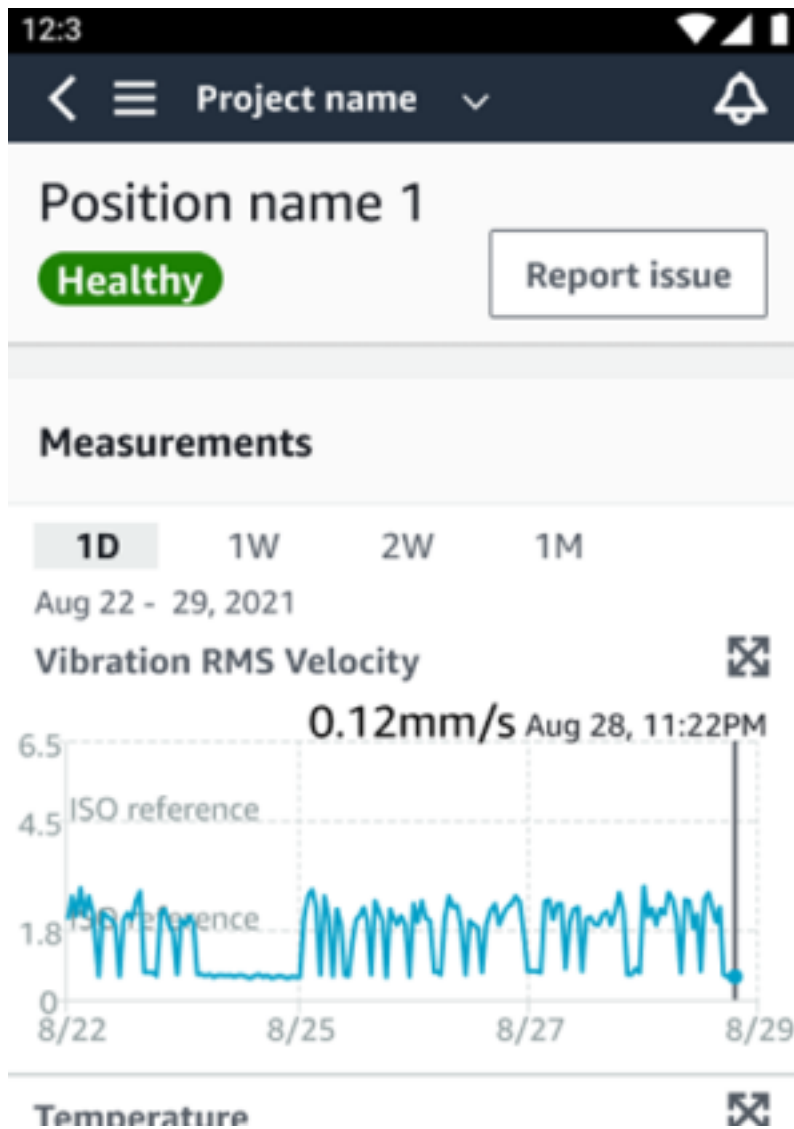 12:3
Project name
Position name 1
Healthy
Report issue
Measurements
1D 1W 2W 1M
Aug 22 - 29, 2021
Vibration RMS Velocity
0.12mm/s Aug 28, 11:22PM
6.5
ISO reference
4.5
ISO reference
1.8
0
8/22 8/25 8/27 8/29
Temperature